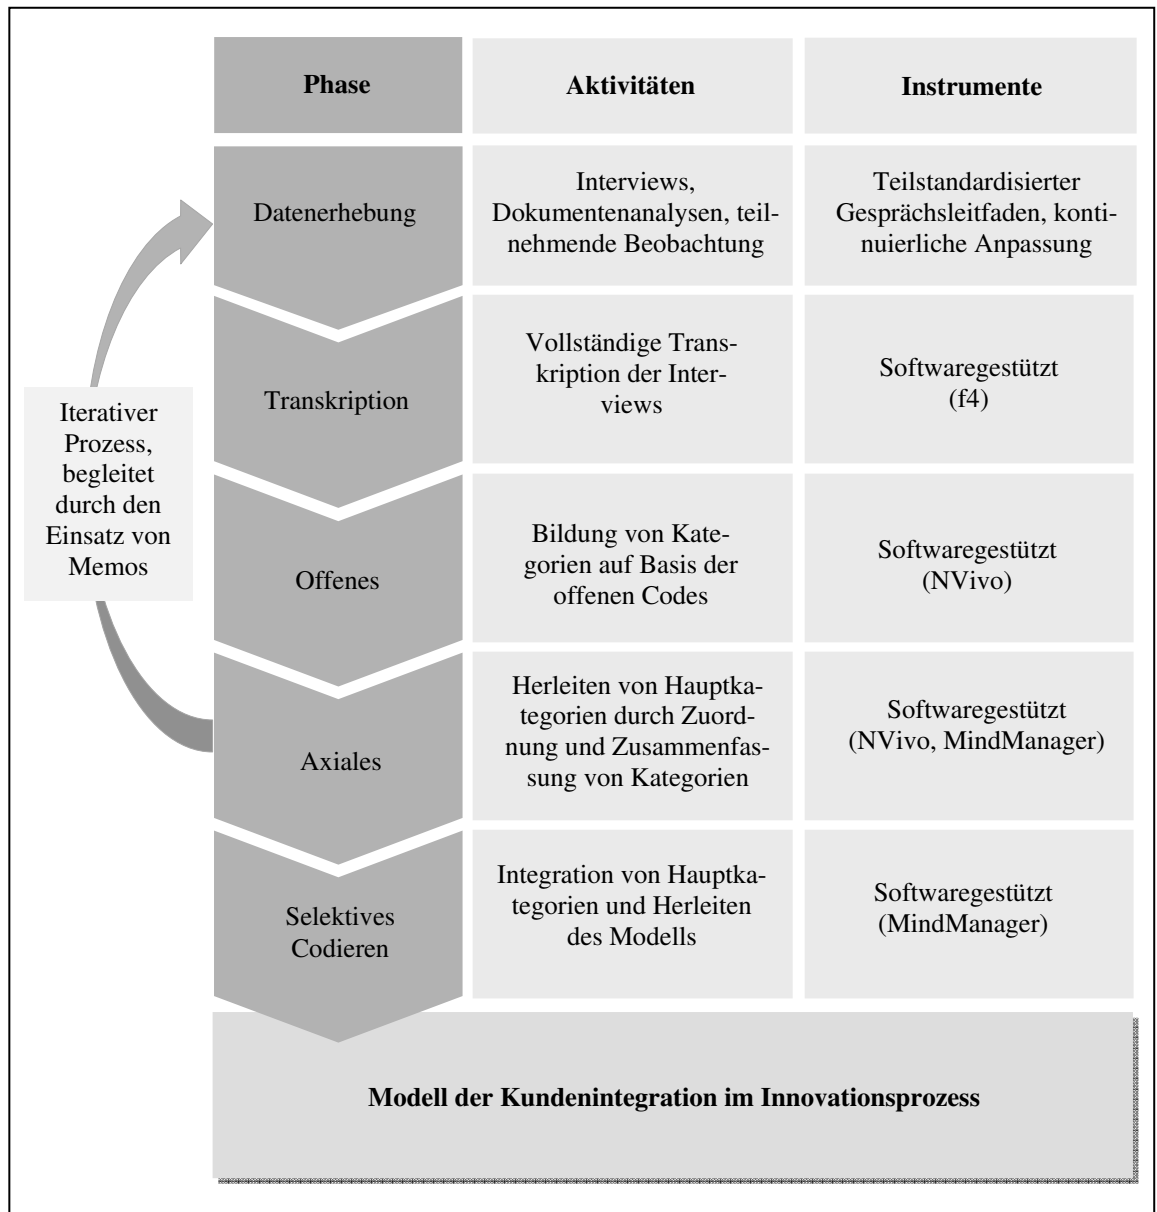 Phase
Aktivitäten
Instrumente
Datenerhebung
Interviews,
Dokumentenanalysen, teil-
nehmende Beobachtung
Teilstandardisierter
Gesprächsleitfaden, konti-
nuierliche Anpassung
Transkription
Vollständige Trans-
kription der Inter-
views
Softwaregestützt
(f4)
Iterativer
Prozess,
begleitet
durch den
Einsatz von
Memos
Offenes
Bildung von Kate-
gorien auf Basis der
offenen Codes
Softwaregestützt
(NVivo)
Axiales
Herleiten von Hauptka-
tegorien durch Zuord-
nung und Zusammenfas-
sung von Kategorien
Softwaregestützt
(NVivo, MindManager)
Selektives
Codieren
Integration von Hauptka-
tegorien und Herleiten
des Modells
Softwaregestützt
(MindManager)
Modell der Kundenintegration im Innovationsprozess